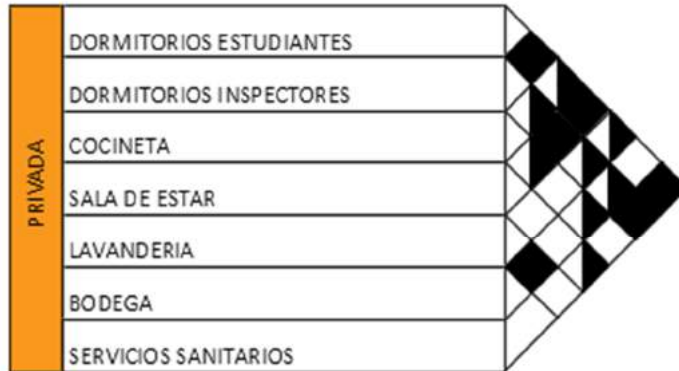 PRIVADA
DORMITORIOS ESTUDIANTES
DORMITORIOS INSPECTORES
COCINETA
SALA DE ESTAR
LAVANDERIA
BODEGA
SERVICIOS SANITARIOS